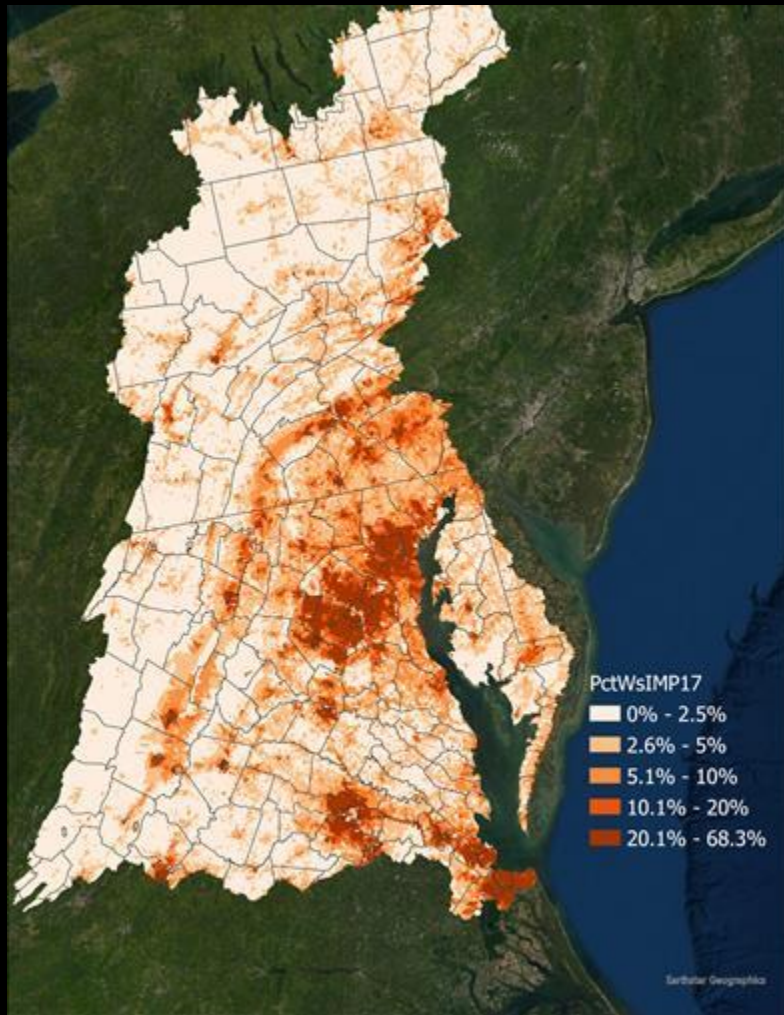 PctWsIMP17
0% - 2.5%
2.6% - 5%
5.1% - 10%
10.1% - 20%
20.1% - 68.3%
Earthstar Geographics